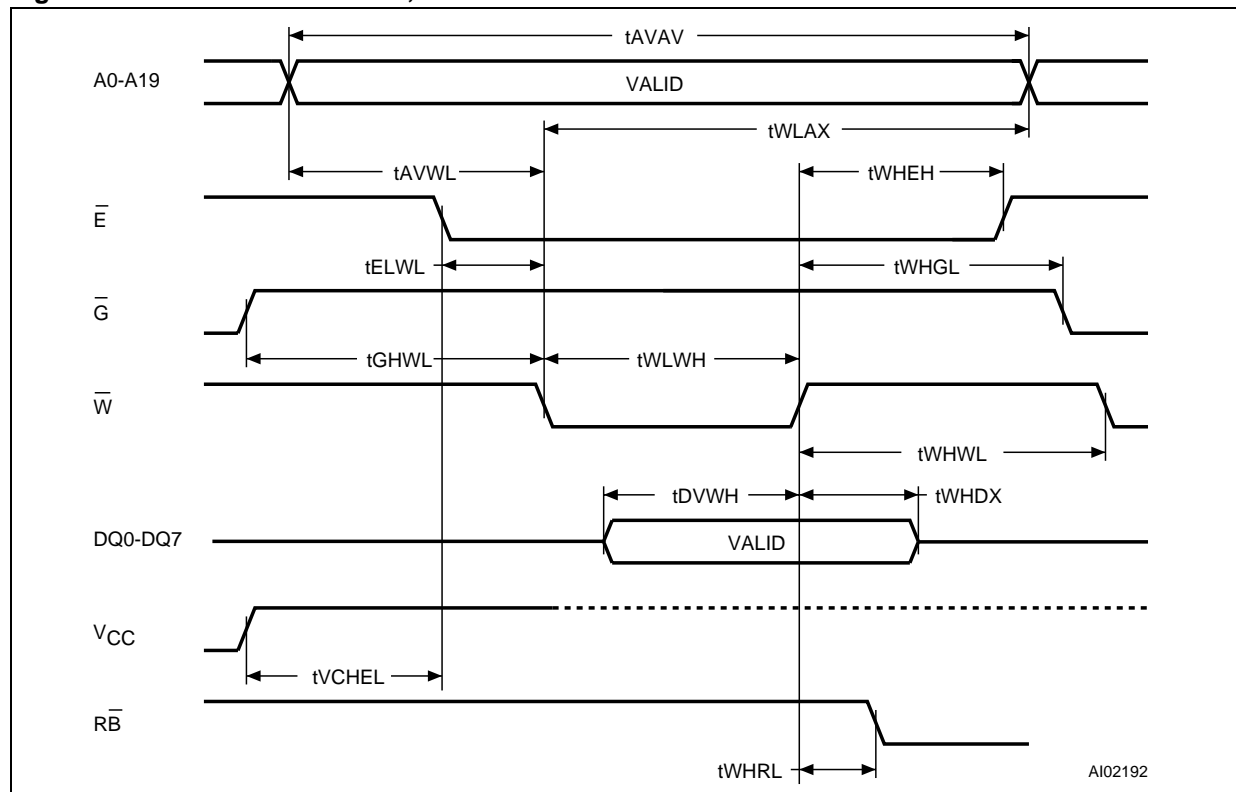 tAVAV
A0-A19
VALID
tWLAX
tAVWL
tWHEH
E̅
tELWL
tWHGL
G̅
tGHWL
tWLWH
W̅
tWHWL
tDVWH
tWHDX
DQ0-DQ7
VALID
VCC
tVCHEL
RB̅
tWHRL
AI02192